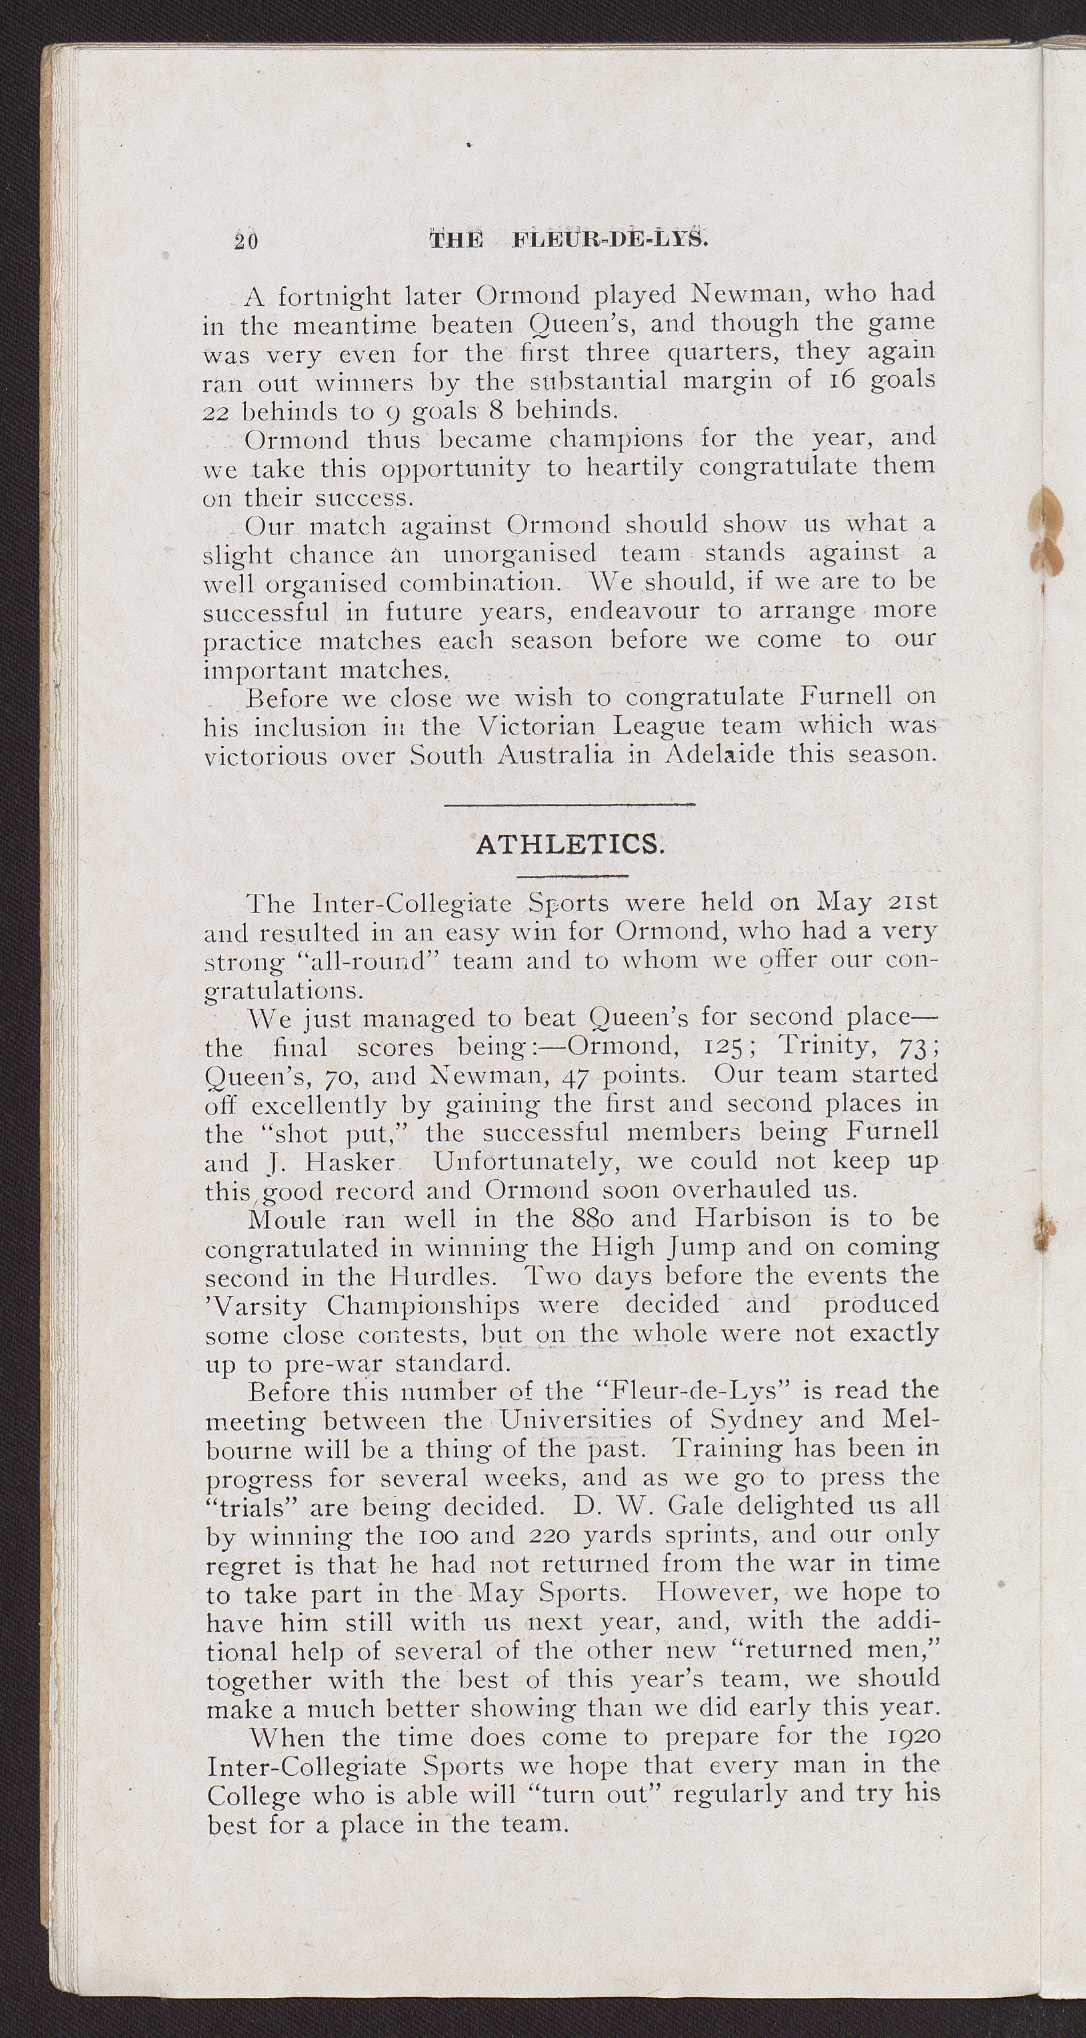 20 THE FLEUR-DE-LYS.
A fortnight later Ormond played Newman, who had
in the meantime beaten Queen's, and though the game
was very even for the first three quarters, they again
ran out winners by the substantial margin of 16 goals
22 behinds to 9 goals 8 behinds.
Ormond thus became champions for the year, and
we take this opportunity to heartily congratulate them
on their success.
Our match against Ormond should show us what a
slight chance an unorganised team stands against a
well organised combination. We should, if we are to be
successful in future years, endeavour to arrange more
practice matches each season before we come to our
important matches.
Before we close we wish to congratulate Furnell on
his inclusion in the Victorian League team which was
victorious over South Australia in Adelaide this season.
ATHLETICS.
The Inter-Collegiate Sports were held on May 21st
and resulted in an easy win for Ormond, who had a very
strong "all-round" team and to whom we offer our con-
gratulations.
We just managed to beat Queen's for second place—
the final scores being:—Ormond, 125; Trinity, 73;
Queen's, 70, and Newman, 47 points. Our team started
off excellently by gaining the first and second places in
the "shot put," the successful members being Furnell
and J. Hasker. Unfortunately, we could not keep up
this good record and Ormond soon overhauled us.
Moule ran well in the 880 and Harbison is to be
congratulated in winning the High Jump and on coming
second in the Hurdles. Two days before the events the
'Varsity Championships were decided and produced
some close contests, but on the whole were not exactly
up to pre-war standard.
Before this number of the "Fleur-de-Lys" is read the
meeting between the Universities of Sydney and Mel-
bourne will be a thing of the past. Training has been in
progress for several weeks, and as we go to press the
"trials" are being decided. D. W. Gale delighted us all
by winning the 100 and 220 yards sprints, and our only
regret is that he had not returned from the war in time
to take part in the May Sports. However, we hope to
have him still with us next year, and, with the addi-
tional help of several of the other new "returned men,"
together with the best of this year's team, we should
make a much better showing than we did early this year.
When the time does come to prepare for the 1920
Inter-Collegiate Sports we hope that every man in the
College who is able will "turn out" regularly and try his
best for a place in the team.